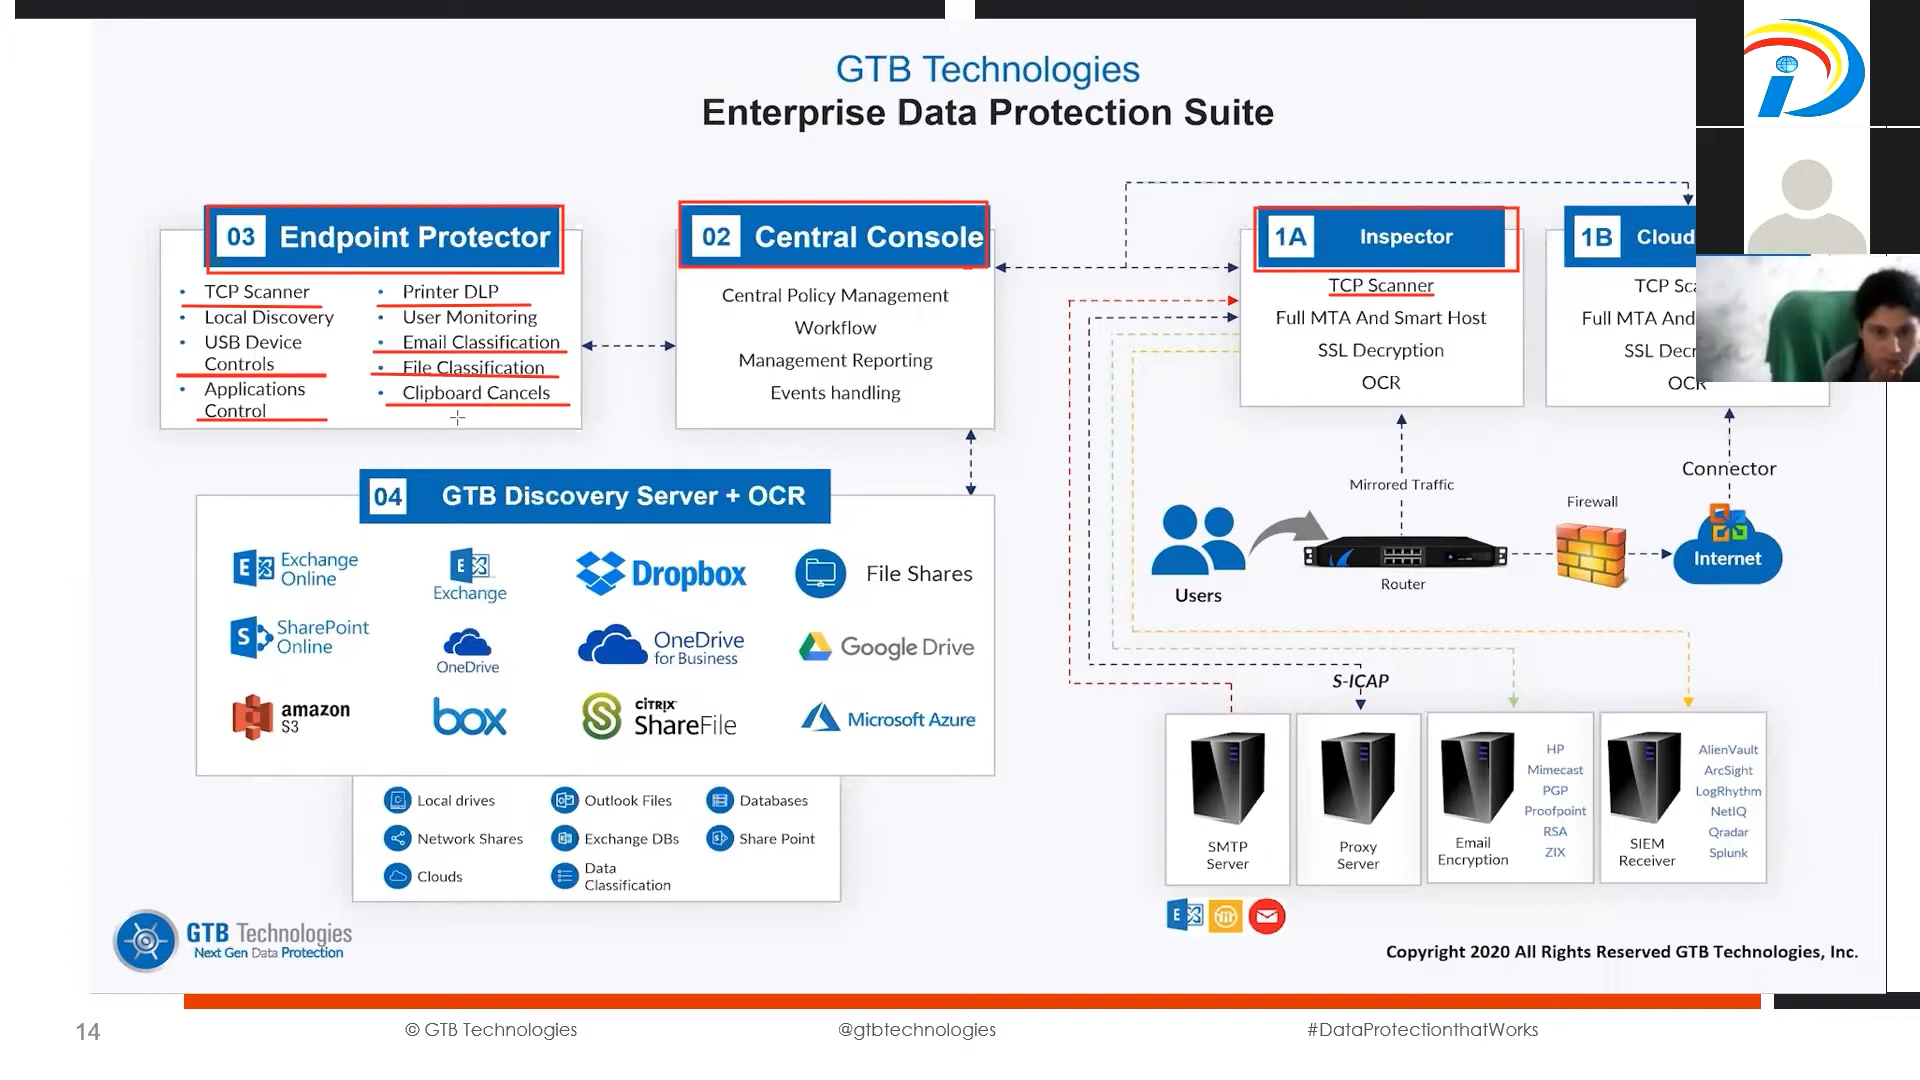 GTB Technologies
Enterprise Data Protection Suite
03 Endpoint Protector
TCP Scanner
Local Discovery
USB Device
Controls
Applications
Control
Printer DLP
User Monitoring
Email Classification
File Classification
Clipboard Cancels
02 Central Console
Central Policy Management
Workflow
Management Reporting
Events handling
1A Inspector
TCP Scanner
Full MTA And Smart Host
SSL Decryption
OCR
1B Cloud
TCP Sca
Full MTA And
SSL Decr
OCR
04 GTB Discovery Server + OCR
Exchange
Online
Exchange
Dropbox
File Shares
SharePoint
Online
OneDrive
OneDrive
for Business
Google Drive
amazon
S3
box
CITRIX
ShareFile
Microsoft Azure
Local drives
Outlook Files
Databases
Network Shares
Exchange DBs
Share Point
Clouds
Data
Classification
Mirrored Traffic
Connector
Firewall
Internet
Users
Router
S-ICAP
SMTP
Server
Proxy
Server
Email
Encryption
HP
Mimecast
PGP
Proofpoint
RSA
ZIX
SIEM
Receiver
AlienVault
ArcSight
LogRhythm
NetIQ
Qradar
Splunk
GTB Technologies
Next Gen Data Protection
Copyright 2020 All Rights Reserved GTB Technologies, Inc.
14
© GTB Technologies
@gtbtechnologies
#DataProtectionthatWorks